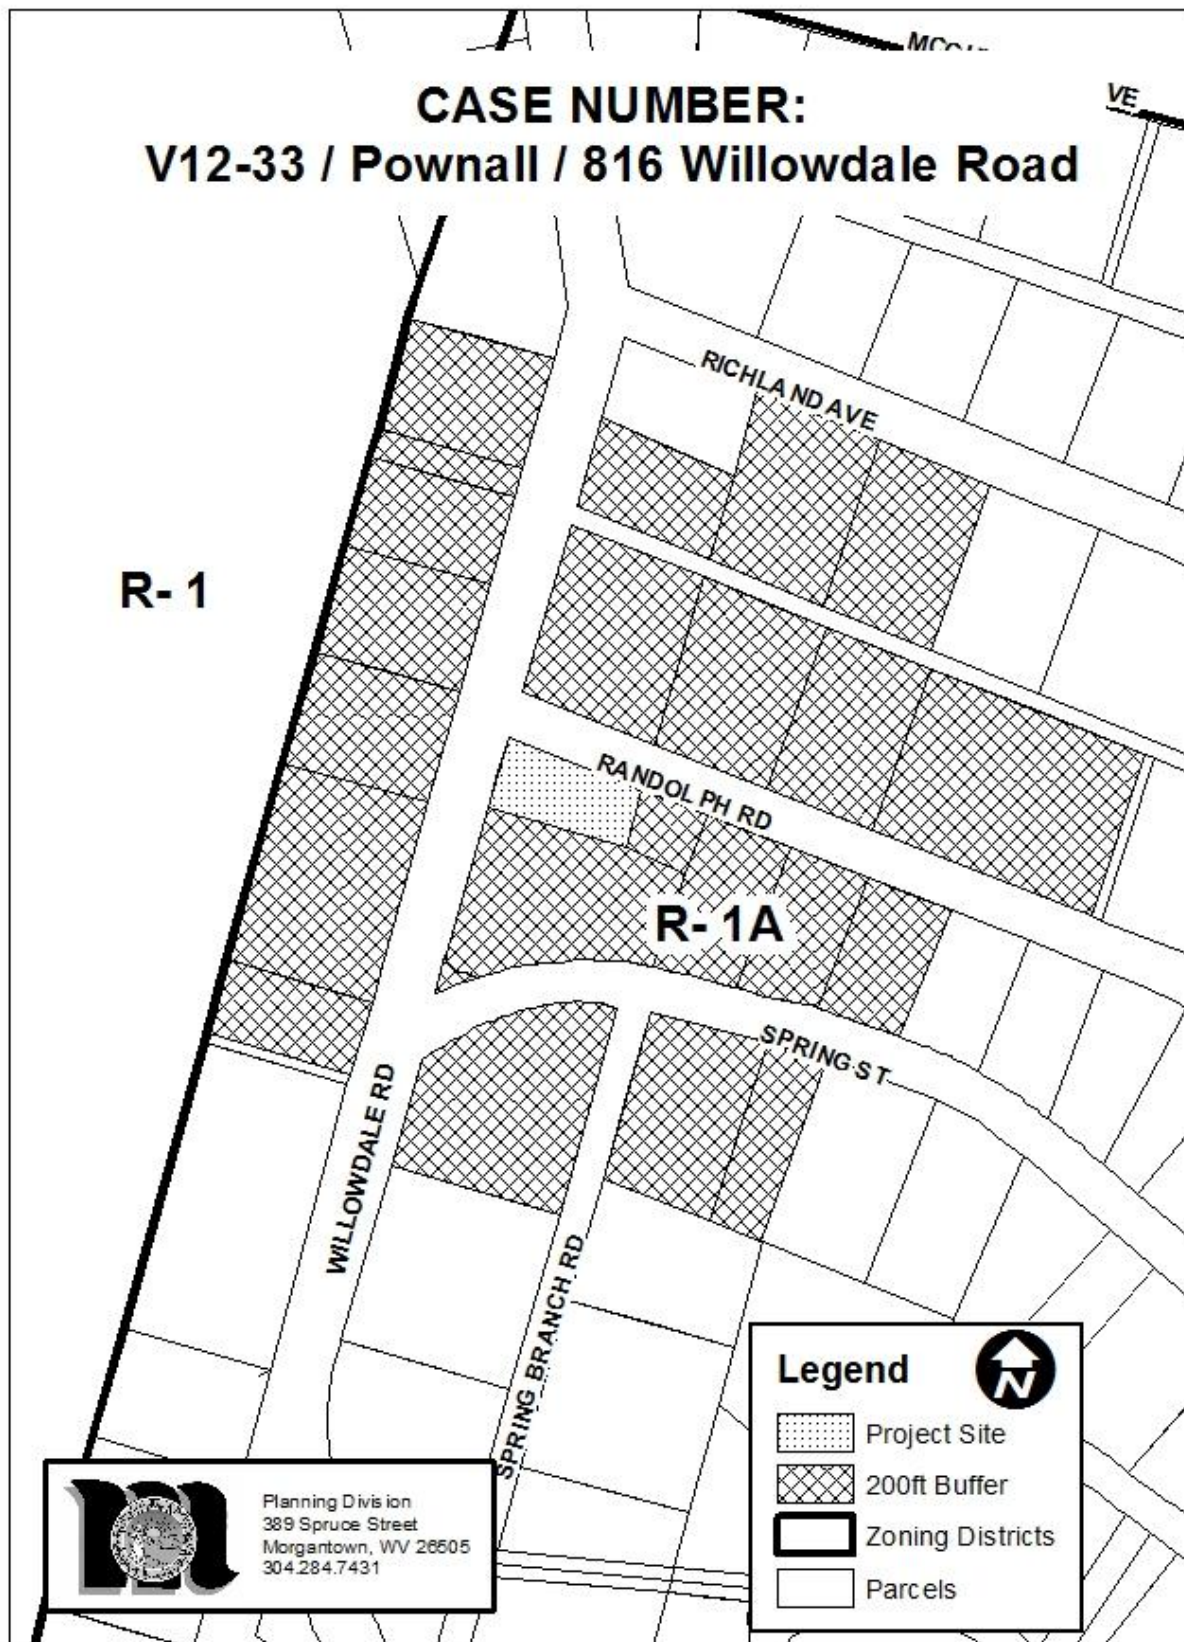 CASE NUMBER:
V12-33 / Pownall / 816 Willowdale Road
VE
RICHLAND AVE
R- 1
RANDOLPH RD
R- 1A
SPRING ST
WILLOWDALE RD
SPRING BRANCH RD
Legend
N
Project Site
200ft Buffer
Zoning Districts
Parcels
Planning Division
389 Spruce Street
Morgantown, WV 26505
304.284.7431